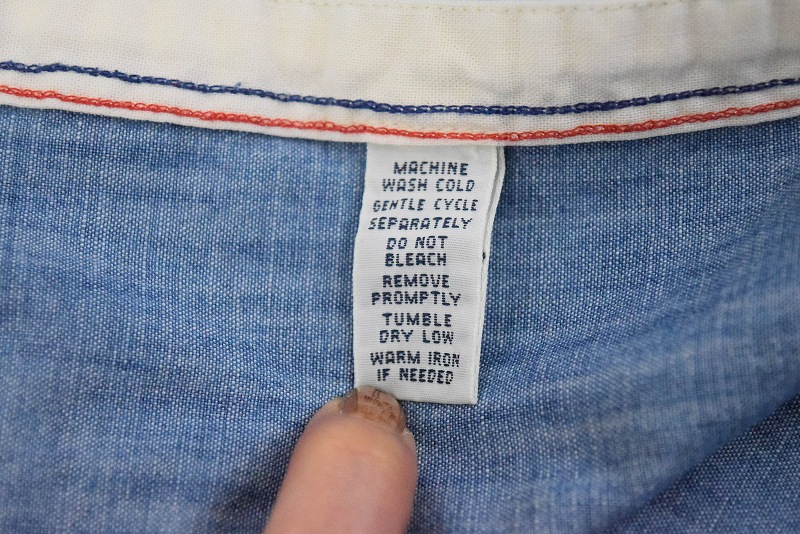 MACHINE
WASH COLD
GENTLE CYCLE
SEPARATELY
DO NOT
BLEACH
REMOVE
PROMPTLY
TUMBLE
DRY LOW
WARM IRON
IF NEEDED